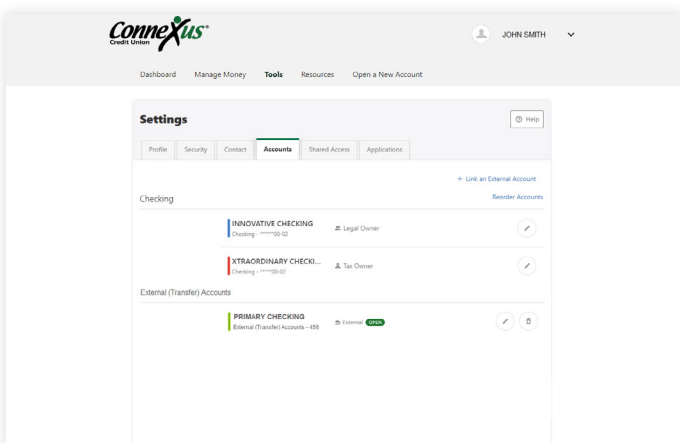 Connexus®
Credit Union
JOHN SMITH
Dashboard Manage Money Tools Resources Open a New Account
Settings
Help
Profile Security Contact Accounts Shared Access Applications
+ Link an External Account
Checking
Reorder Accounts
INNOVATIVE CHECKING
Checking - ******00-02
Legal Owner
XTRAORDINARY CHECKI...
Checking - *****00-02
Tax Owner
External (Transfer) Accounts
PRIMARY CHECKING
External (Transfer) Accounts - 456
External OPEN